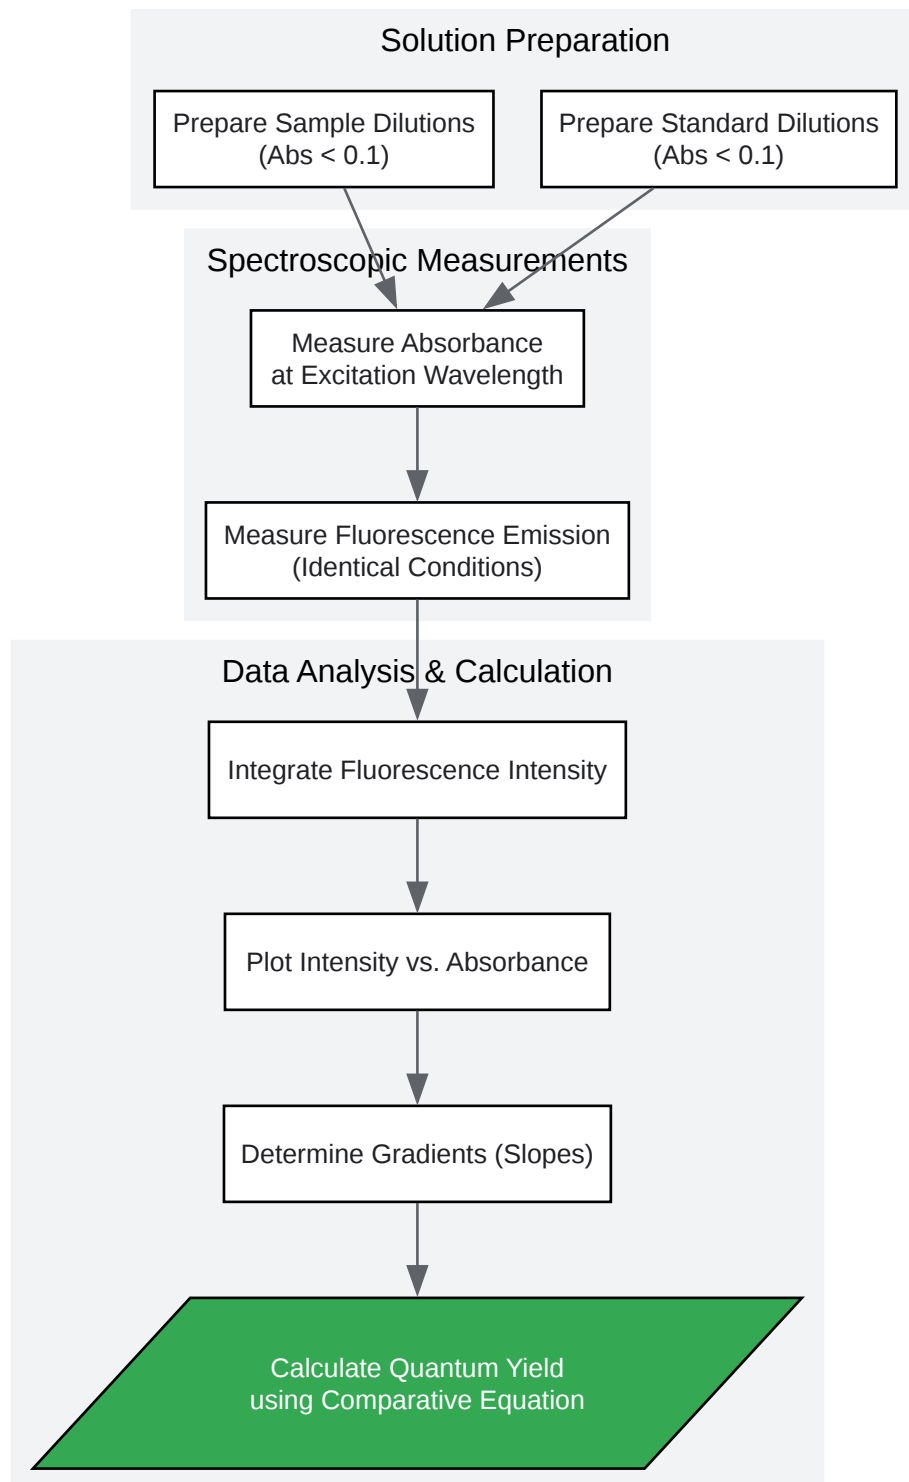 Solution Preparation
Prepare Sample Dilutions
(Abs < 0.1)
Prepare Standard Dilutions
(Abs < 0.1)
Spectroscopic Measurements
Measure Absorbance
at Excitation Wavelength
Measure Fluorescence Emission
(Identical Conditions)
Data Analysis & Calculation
Integrate Fluorescence Intensity
Plot Intensity vs. Absorbance
Determine Gradients (Slopes)
Calculate Quantum Yield
using Comparative Equation